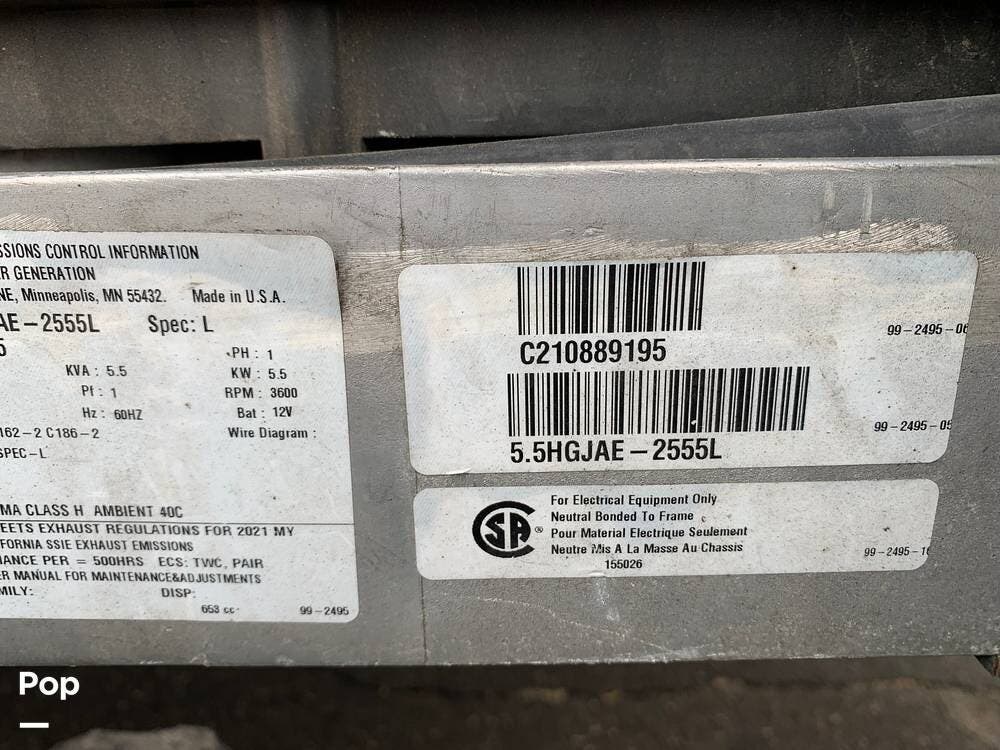 SSIONS CONTROL INFORMATION
R GENERATION
NE, Minneapolis, MN 55432. Made in U.S.A.
AE-2555L Spec: L
5
PH : 1
KVA : 5.5 KW : 5.5
Pf : 1 RPM : 3600
Hz : 60HZ Bat : 12V
162-2 C186-2 Wire Diagram :
SPEC-L
MA CLASS H AMBIENT 40C
EETS EXHAUST REGULATIONS FOR 2021 MY
FORNIA SSIE EXHAUST EMISSIONS
NANCE PER = 500HRS ECS: TWC, PAIR
R MANUAL FOR MAINTENANCE&ADJUSTMENTS
MILY: DISP:
653 cc 99-2495
99-2495-06
C210889195
99-2495-05
5.5HGJAE-2555L
SA ®
For Electrical Equipment Only
Neutral Bonded To Frame
Pour Material Electrique Seulement
Neutre Mis A La Masse Au Chassis
155026
99-2495-1
Pop